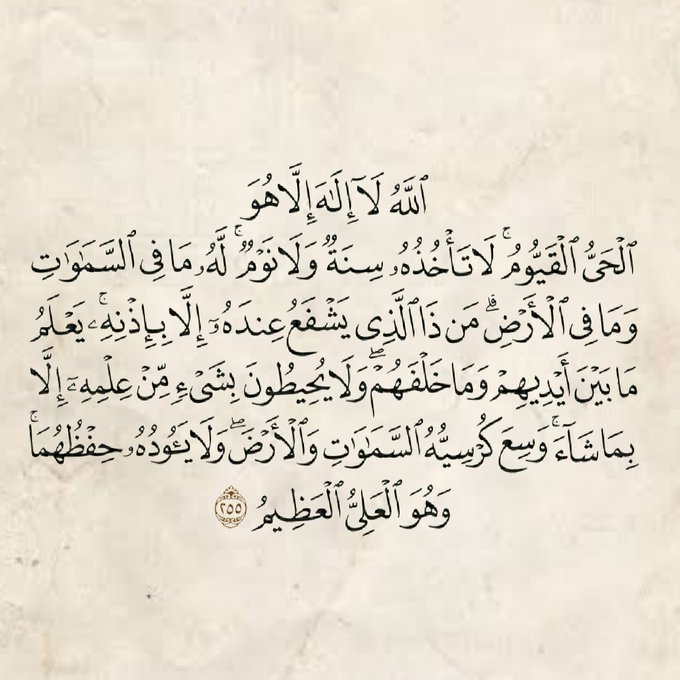 ٱللَّهُ لَآ إِلَٰهَ إِلَّا هُوَ
ٱلْحَىُّ ٱلْقَيُّومُ ۚ لَا تَأْخُذُهُۥ سِنَةٌ وَلَا نَوْمٌ ۚ لَّهُۥ مَا فِى ٱلسَّمَٰوَٰتِ
وَمَا فِى ٱلْأَرْضِ ۗ مَن ذَا ٱلَّذِى يَشْفَعُ عِندَهُۥٓ إِلَّا بِإِذْنِهِۦ ۚ يَعْلَمُ
مَا بَيْنَ أَيْدِيهِمْ وَمَا خَلْفَهُمْ ۖ وَلَا يُحِيطُونَ بِشَىْءٍ مِّنْ عِلْمِهِۦٓ إِلَّا
بِمَا شَآءَ ۚ وَسِعَ كُرْسِيُّهُ ٱلسَّمَٰوَٰتِ وَٱلْأَرْضَ ۖ وَلَا يَـُٔودُهُۥ حِفْظُهُمَا ۚ
وَهُوَ ٱلْعَلِىُّ ٱلْعَظِيمُ ٢٥٥